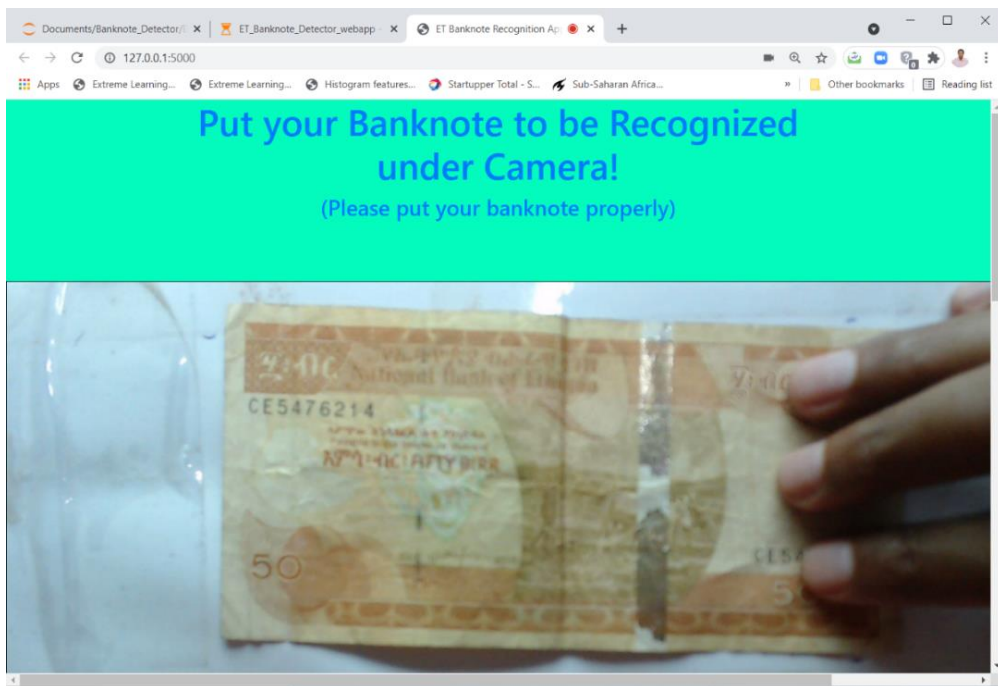 Documents/Banknote_Detector/
ET_Banknote_Detector_webapp -
ET Banknote Recognition Ap
127.0.0.1:5000
Apps
Extreme Learning...
Extreme Learning...
Histogram features...
Startupper Total - S...
Sub-Saharan Africa...
»
Other bookmarks
Reading list
Put your Banknote to be Recognized
under Camera!
(Please put your banknote properly)
National Bank of Ethiopia
CE5476214
FIFTY BIRR
50